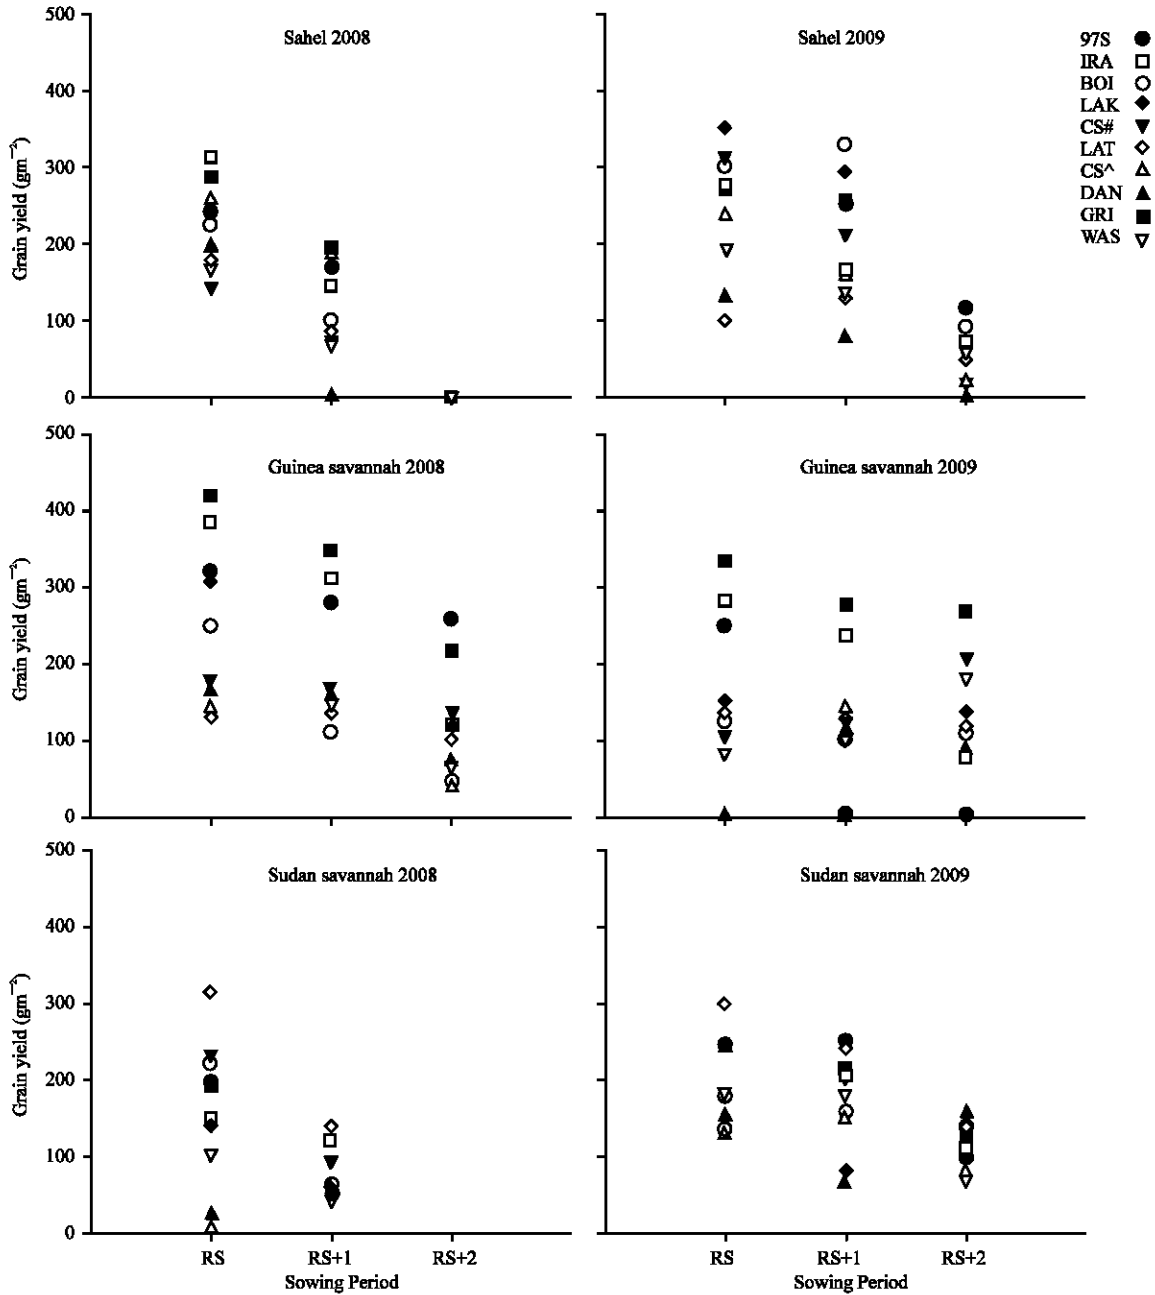 Sahel 2008
500
400
300
200
100
0
Grain yield (gm⁻²)
Sahel 2009
97S
IRA
BOI
LAK
CS#
LAT
CS^
DAN
GRI
WAS
Guinea savannah 2008
500
400
300
200
100
0
Grain yield (gm⁻²)
Guinea savannah 2009
Sudan savannah 2008
500
400
300
200
100
0
Grain yield (gm⁻²)
RS RS+1 RS+2
Sowing Period
Sudan savannah 2009
RS RS+1 RS+2
Sowing Period